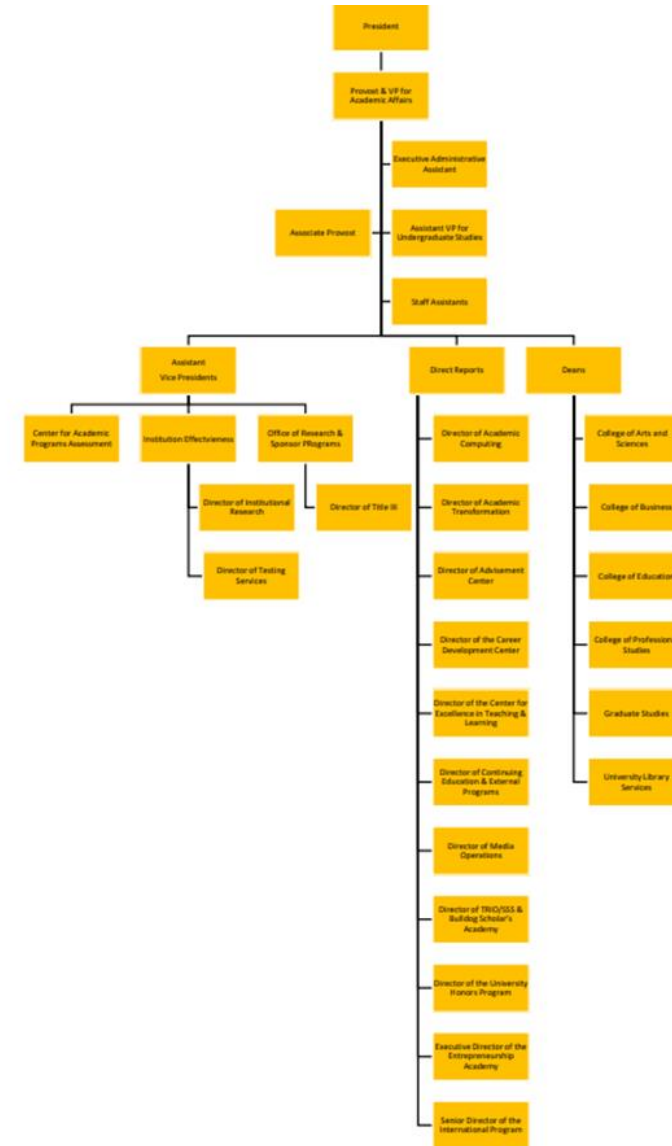 President
Provost & VP for
Academic Affairs
Executive Administrative
Assistant
Associate Provost
Assistant VP for
Undergraduate Studies
Staff Assistants
Assistant
Vice Presidents
Direct Reports
Deans
Center for Academic
Programs Assessment
Institution Effectvieness
Office of Research &
Sponsor PRograms
Director of Institutional
Research
Director of Title III
Director of Testing
Services
Director of Academic
Computing
Director of Academic
Transformation
Director of Advisement
Center
Director of the Career
Development Center
Director of the Center for
Excellence in Teaching &
Learning
Director of Continuing
Education & External
Programs
Director of Media
Operations
Director of TRIO/SSS &
Bulldog Scholar's
Academy
Director of the University
Honors Program
Executive Director of the
Entrepreneurship
Academy
Senior Director of the
International Program
College of Arts and
Sciences
College of Business
College of Education
College of Profession
Studies
Graduate Studies
University Library
Services